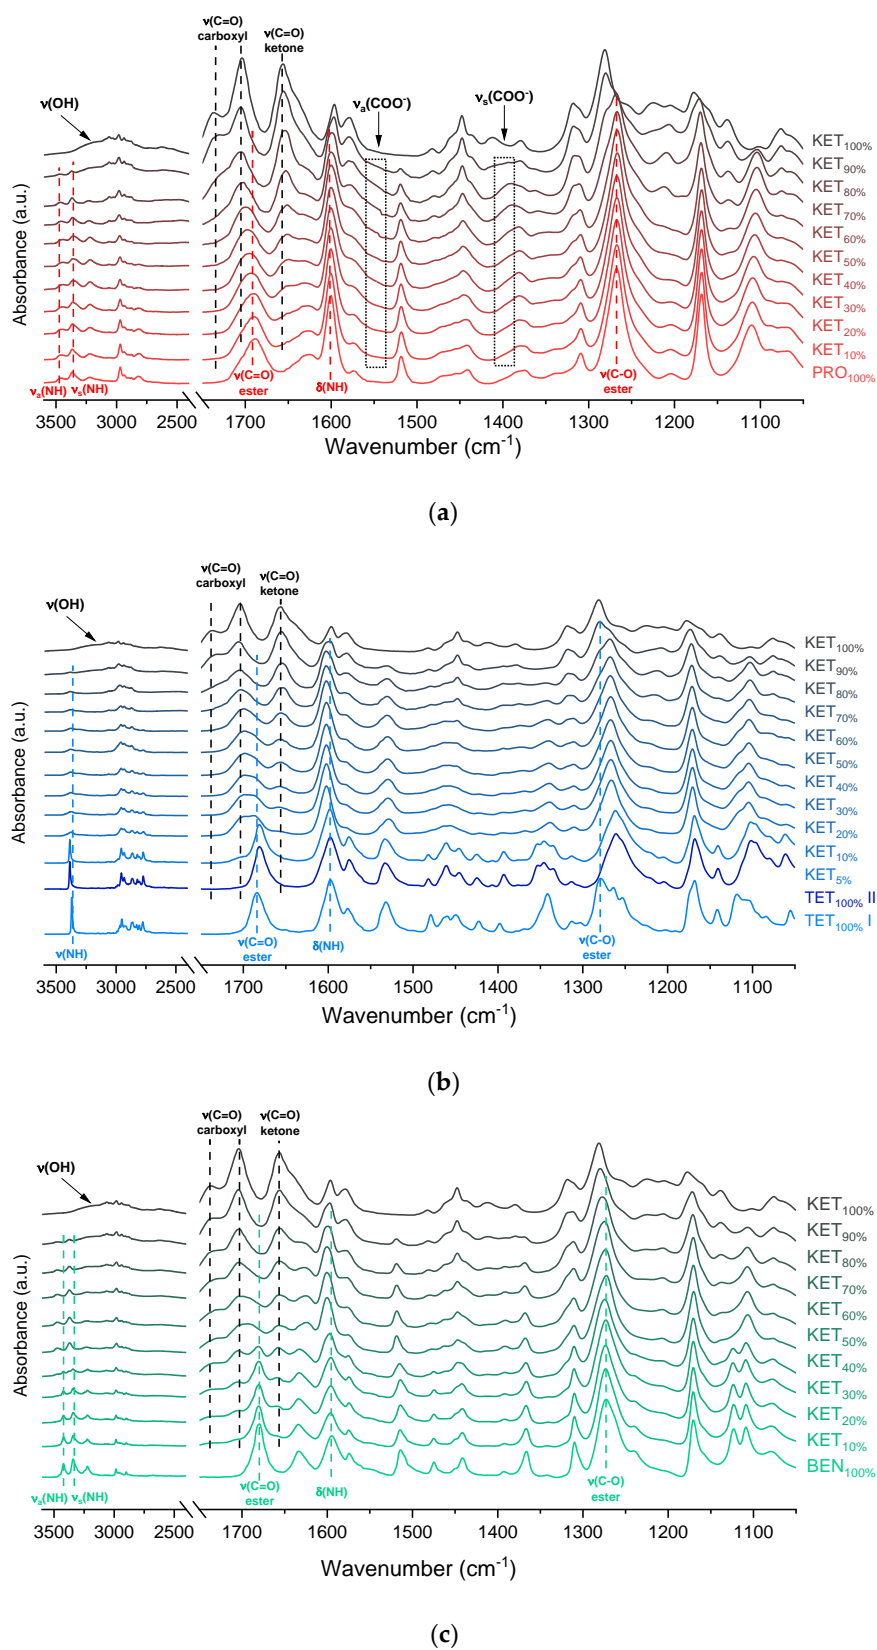 ν(C=O)
carboxyl
ν(C=O)
ketone
ν(OH)
νₐ(COO⁻)
νₛ(COO⁻)
KET100%
KET90%
KET80%
KET70%
KET60%
KET50%
KET40%
KET30%
KET20%
KET10%
PRO100%
Absorbance (a.u.)
νₐ(NH)
νₛ(NH)
ν(C=O)
ester
δ(NH)
ν(C-O)
ester
3500 3000 2500 1700 1600 1500 1400 1300 1200 1100
Wavenumber (cm⁻¹)
(a)
ν(C=O)
carboxyl
ν(C=O)
ketone
ν(OH)
KET100%
KET90%
KET80%
KET70%
KET60%
KET50%
KET40%
KET30%
KET20%
KET10%
KET5%
TET100% II
TET100% I
Absorbance (a.u.)
ν(NH)
ν(C=O)
ester
δ(NH)
ν(C-O)
ester
3500 3000 2500 1700 1600 1500 1400 1300 1200 1100
Wavenumber (cm⁻¹)
(b)
ν(C=O)
carboxyl
ν(C=O)
ketone
ν(OH)
KET100%
KET90%
KET80%
KET70%
KET60%
KET50%
KET40%
KET30%
KET20%
KET10%
BEN100%
Absorbance (a.u.)
νₐ(NH)
νₛ(NH)
ν(C=O)
ester
δ(NH)
ν(C-O)
ester
3500 3000 2500 1700 1600 1500 1400 1300 1200 1100
Wavenumber (cm⁻¹)
(c)